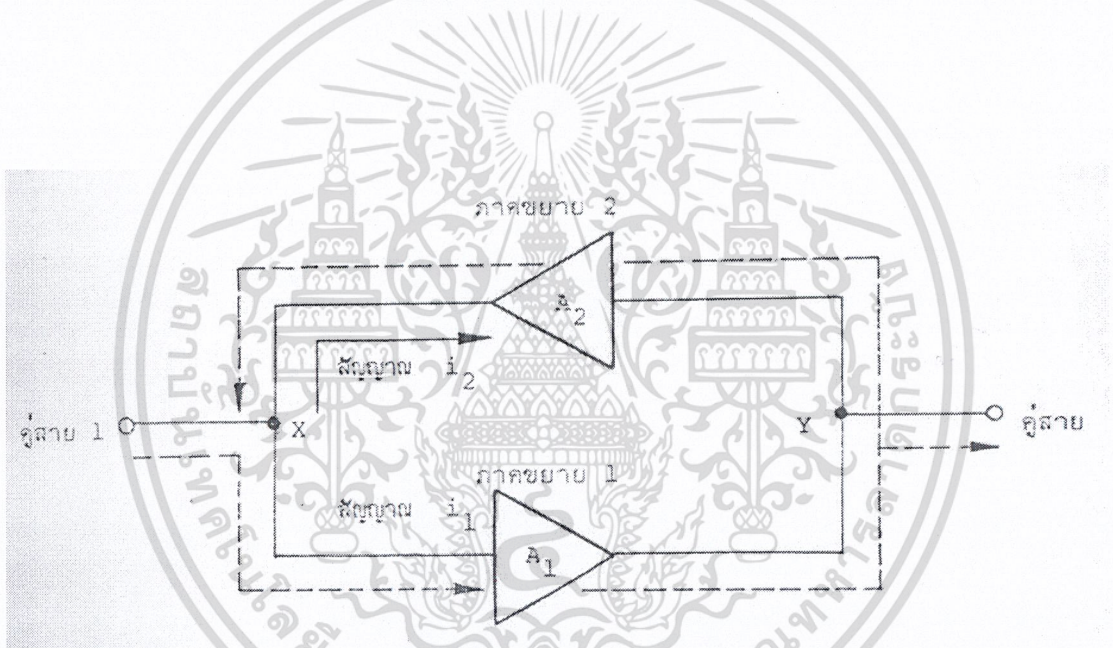 ภาคขยาย 2
A2
สัญญาณ i2
คู่สาย 1
X
Y
คู่สาย
ภาคขยาย 1
สัญญาณ i1
A1